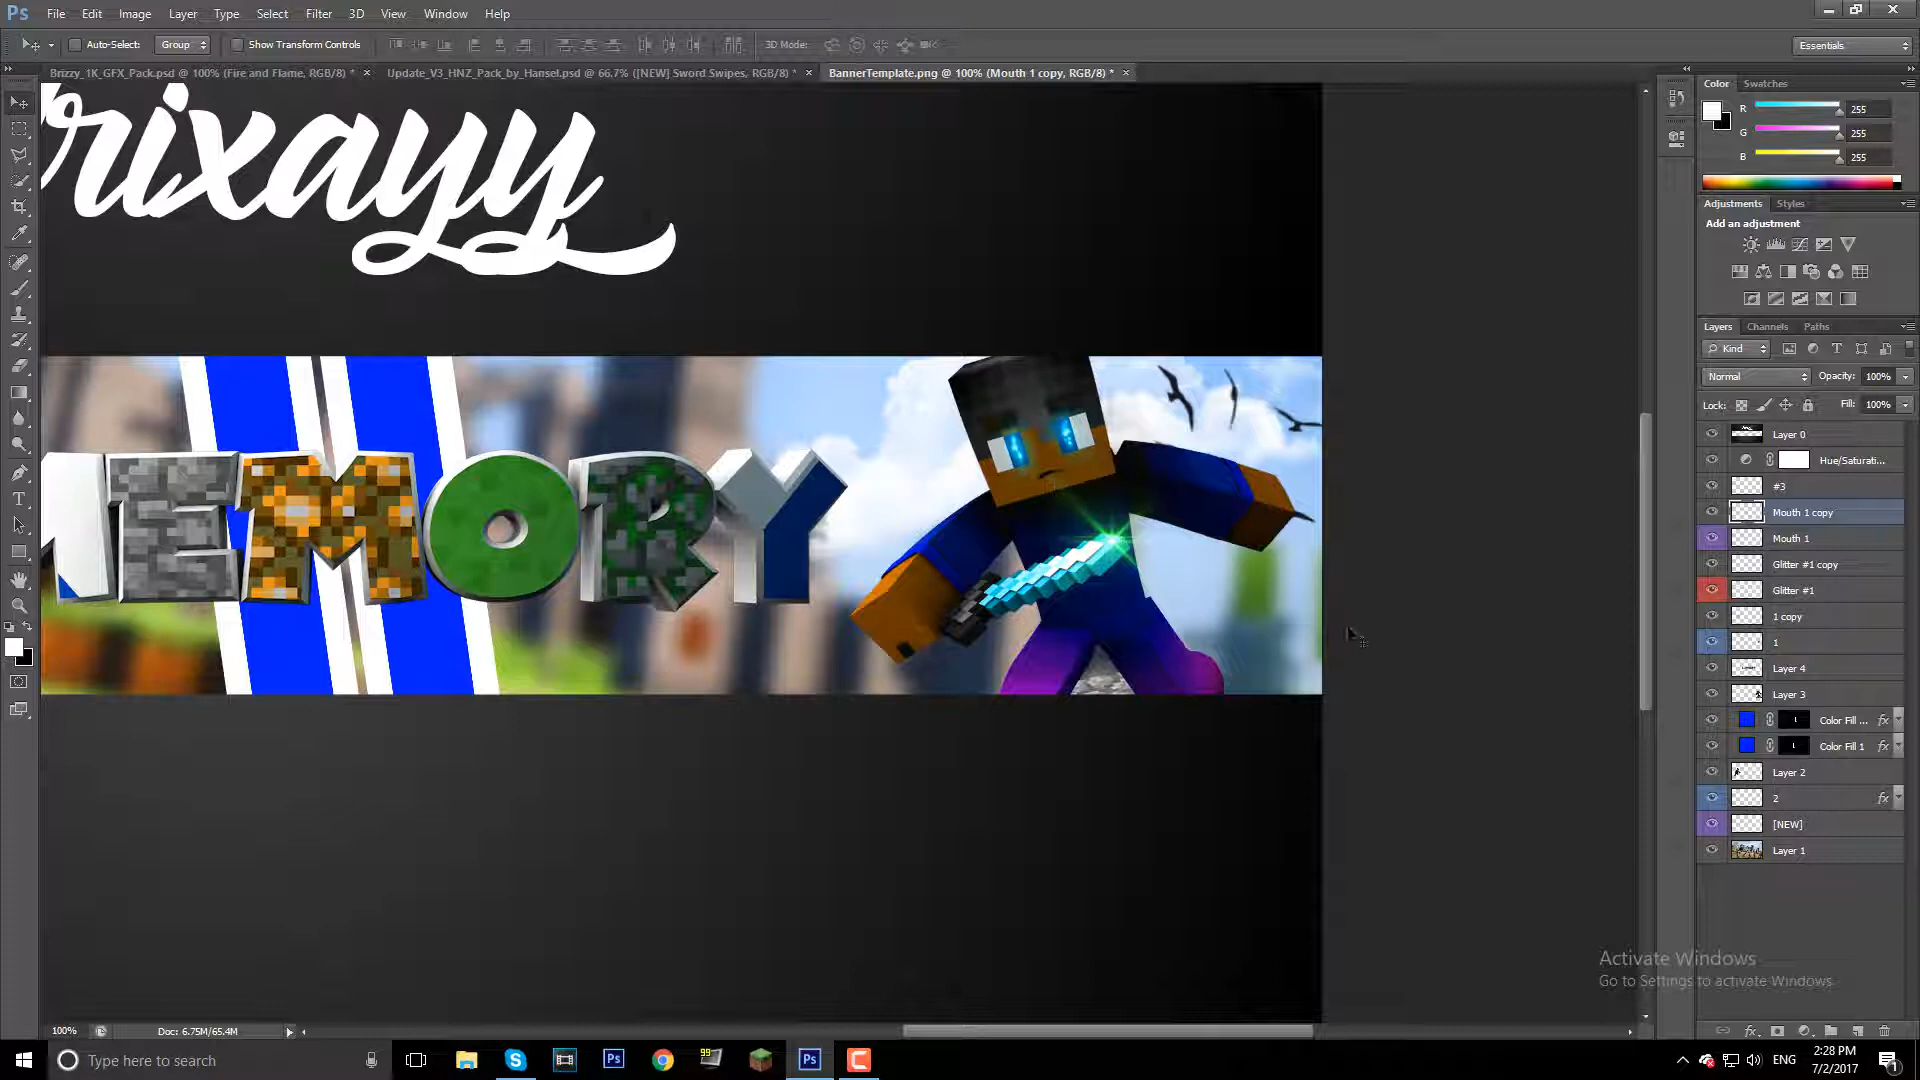 Ps File Edit Image Layer Type Select Filter 3D View Window Help
Auto-Select: Group Show Transform Controls 3D Mode: Essentials
Brizzy_1K_GFX_Pack.psd @ 100% (Fire and Flame, RGB/8) * × Update_V3_HNZ_Pack_by_Hansel.psd @ 66.7% ([NEW] Sword Swipes, RGB/8) * × BannerTemplate.png @ 100% (Mouth 1 copy, RGB/8) * ×
Color Swatches
R 255
G 255
B 255
Adjustments Styles
Add an adjustment
Layers Channels Paths
Kind
Normal Opacity: 100%
Lock: Fill: 100%
Layer 0
Hue/Saturati...
#3
Mouth 1 copy
Mouth 1
Glitter #1 copy
Glitter #1
1 copy
1
Layer 4
Layer 3
Color Fill ... fx
Color Fill 1 fx
Layer 2
2 fx
[NEW]
Layer 1
rixayy
EMORY
Activate Windows
Go to Settings to activate Windows.
100% Doc: 6.75M/65.4M
Type here to search
99
ENG
2:28 PM
7/2/2017
1